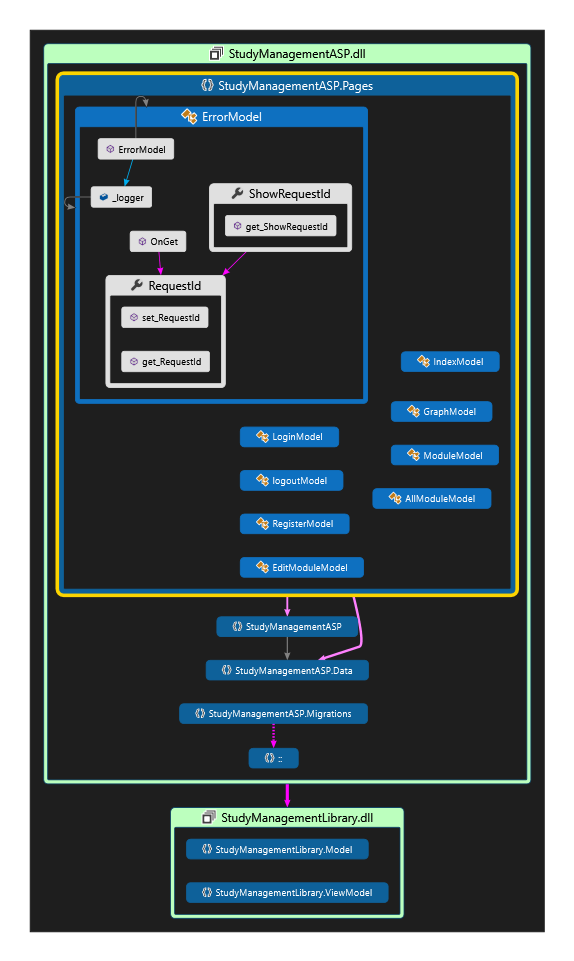 StudyManagementASP.dll
StudyManagementASP.Pages
ErrorModel
ErrorModel
_logger
ShowRequestId
get_ShowRequestId
OnGet
RequestId
set_RequestId
get_RequestId
IndexModel
GraphModel
LoginModel
ModuleModel
logoutModel
AllModuleModel
RegisterModel
EditModuleModel
StudyManagementASP
StudyManagementASP.Data
StudyManagementASP.Migrations
::
StudyManagementLibrary.dll
StudyManagementLibrary.Model
StudyManagementLibrary.ViewModel